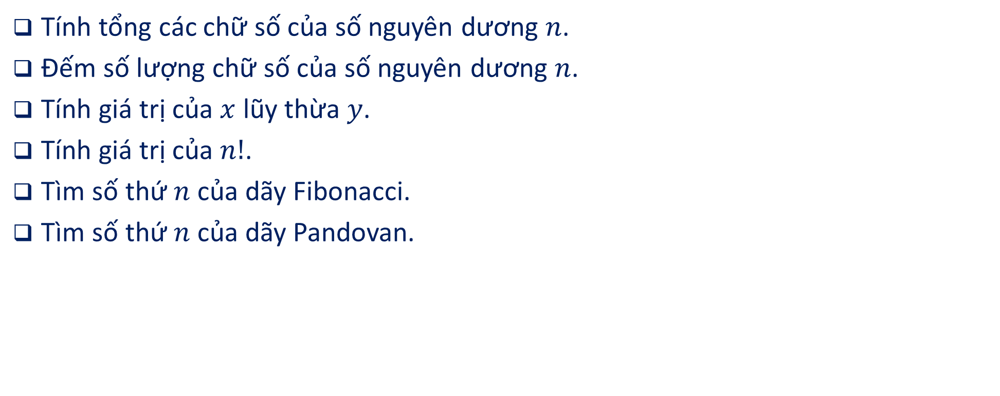 ❑ Tính tổng các chữ số của số nguyên dương n.
❑ Đếm số lượng chữ số của số nguyên dương n.
❑ Tính giá trị của x lũy thừa y.
❑ Tính giá trị của n!.
❑ Tìm số thứ n của dãy Fibonacci.
❑ Tìm số thứ n của dãy Pandovan.